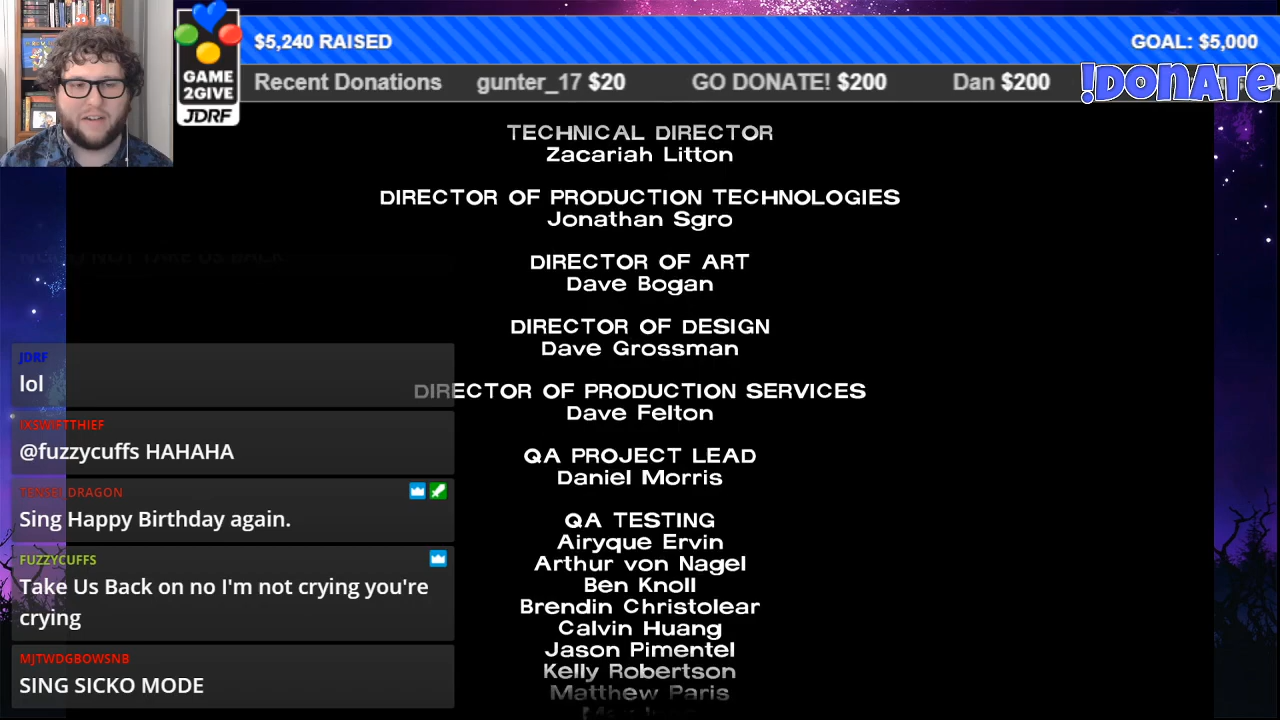 GAME
2GIVE
JDRF
$5,240 RAISED
GOAL: $5,000
Recent Donations gunter_17 $20 GO DONATE! $200 Dan $200
!DONATE
TECHNICAL DIRECTOR
Zacariah Litton
DIRECTOR OF PRODUCTION TECHNOLOGIES
Jonathan Sgro
DIRECTOR OF ART
Dave Bogan
DIRECTOR OF DESIGN
Dave Grossman
DIRECTOR OF PRODUCTION SERVICES
Dave Felton
QA PROJECT LEAD
Daniel Morris
QA TESTING
Airyque Ervin
Arthur von Nagel
Ben Knoll
Brendin Christolear
Calvin Huang
Jason Pimentel
Kelly Robertson
Matthew Paris
JDRF
lol
IXSWIFTTHIEF
@fuzzycuffs HAHAHA
TENSEI_DRAGON
Sing Happy Birthday again.
FUZZYCUFFS
Take Us Back on no I'm not crying you're
crying
MJTWDGBOWSNB
SING SICKO MODE